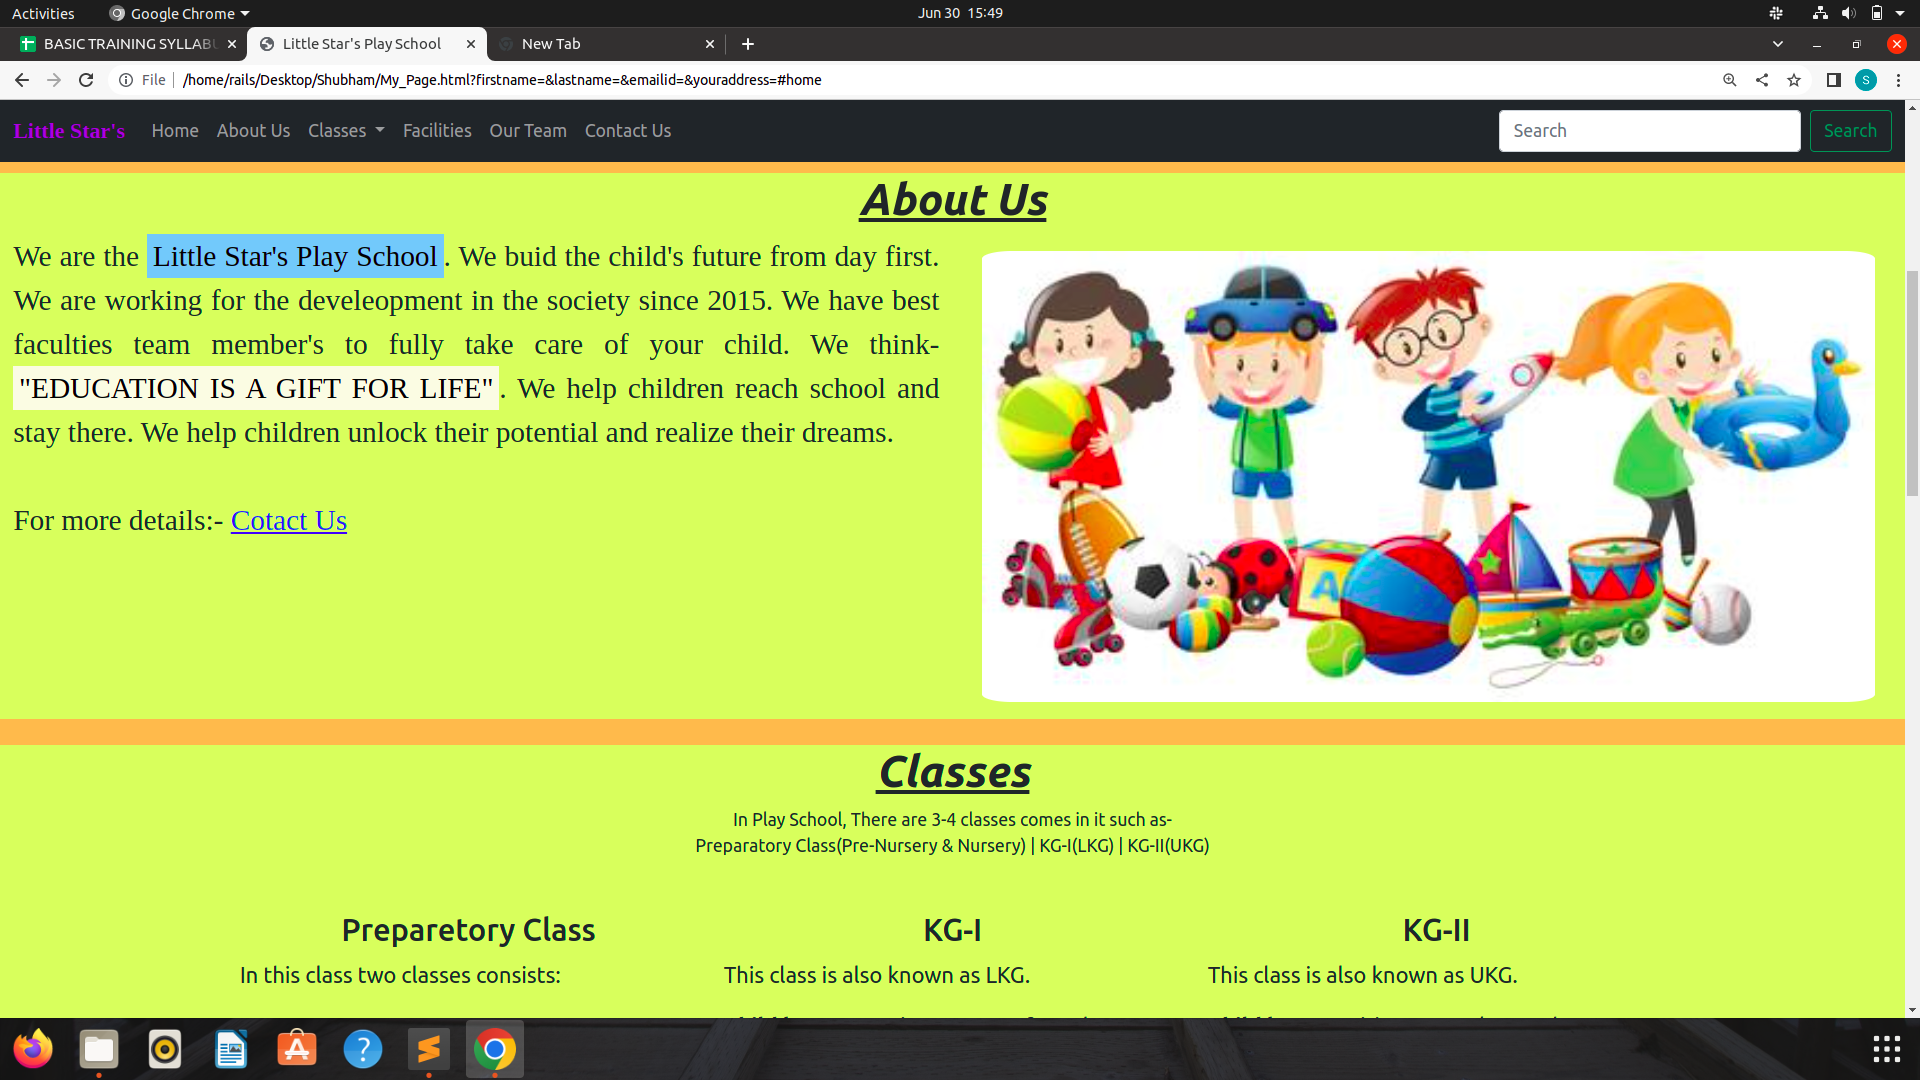 Activities
Google Chrome
Jun 30 15:49
BASIC TRAINING SYLLABU
Little Star's Play School
New Tab
File
/home/rails/Desktop/Shubham/My_Page.html?firstname=&lastname=&emailid=&youraddress=#home
S
Little Star's
Home
About Us
Classes
Facilities
Our Team
Contact Us
Search
Search
About Us
We are the Little Star's Play School. We buid the child's future from day first.
We are working for the develeopment in the society since 2015. We have best
faculties team member's to fully take care of your child. We think-
"EDUCATION IS A GIFT FOR LIFE". We help children reach school and
stay there. We help children unlock their potential and realize their dreams.
For more details:- Cotact Us
A
Classes
In Play School, There are 3-4 classes comes in it such as-
Preparatory Class(Pre-Nursery & Nursery) | KG-I(LKG) | KG-II(UKG)
Preparetory Class
KG-I
KG-II
In this class two classes consists:
This class is also known as LKG.
This class is also known as UKG.